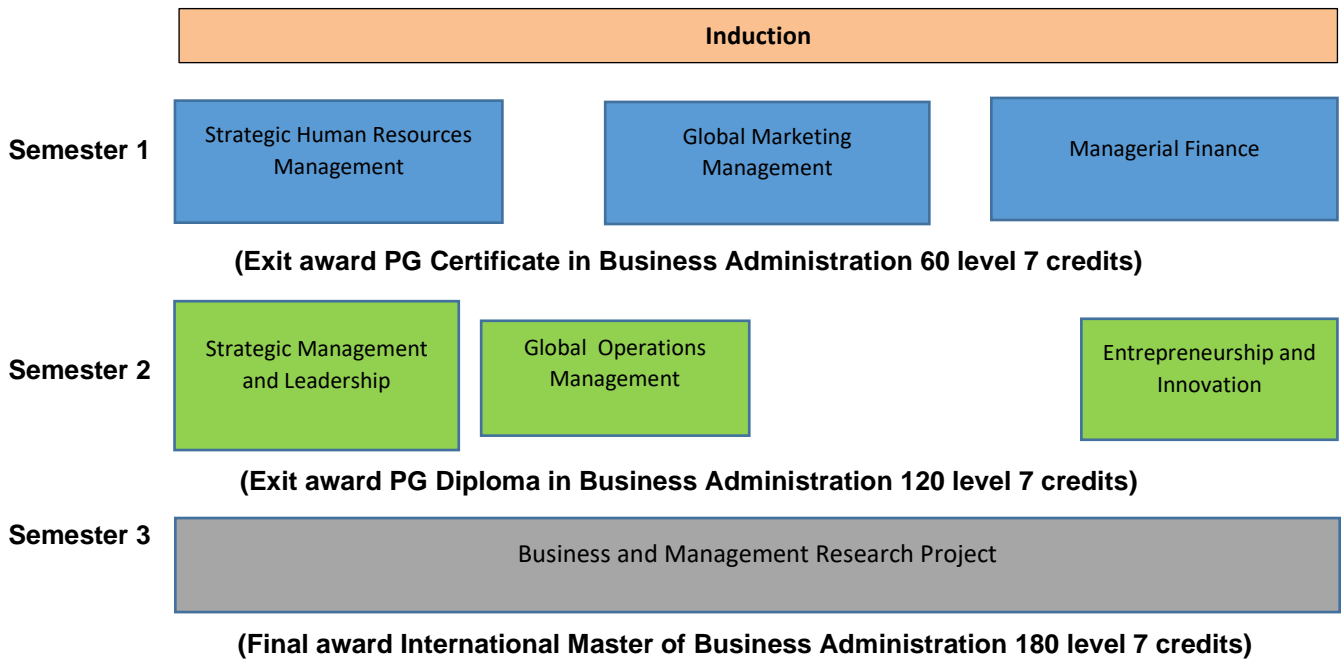 Induction
Semester 1
Strategic Human Resources
Management
Global Marketing
Management
Managerial Finance
(Exit award PG Certificate in Business Administration 60 level 7 credits)
Semester 2
Strategic Management
and Leadership
Global Operations
Management
Entrepreneurship and
Innovation
(Exit award PG Diploma in Business Administration 120 level 7 credits)
Semester 3
Business and Management Research Project
(Final award International Master of Business Administration 180 level 7 credits)